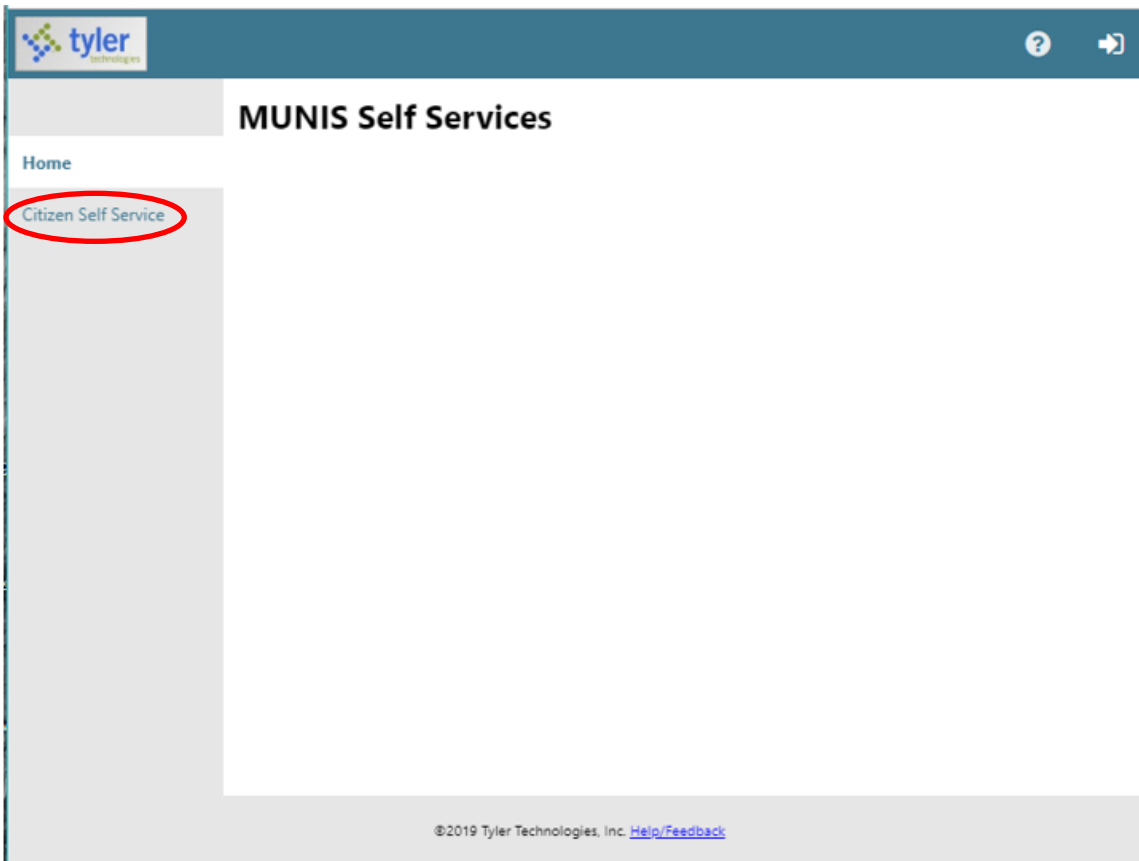 tyler
technologies
MUNIS Self Services
Home
Citizen Self Service
©2019 Tyler Technologies, Inc. Help/Feedback